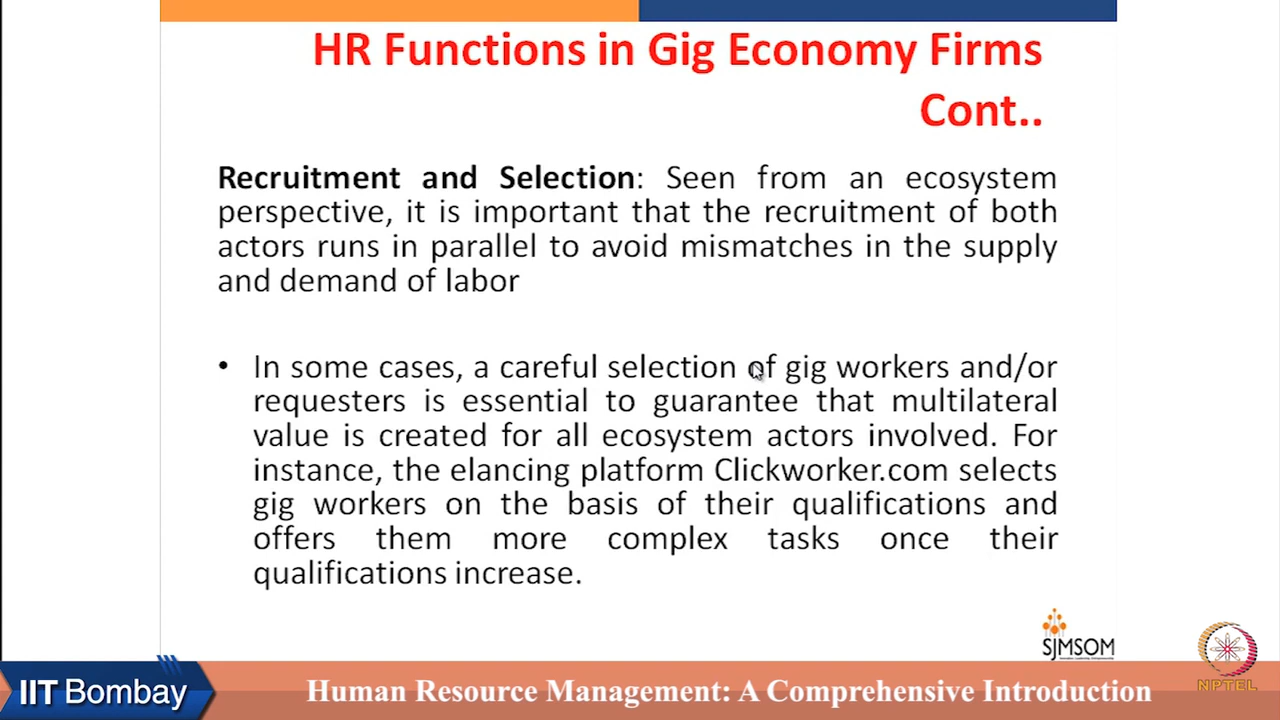 HR Functions in Gig Economy Firms
Cont..
Recruitment and Selection: Seen from an ecosystem
perspective, it is important that the recruitment of both
actors runs in parallel to avoid mismatches in the supply
and demand of labor
• In some cases, a careful selection of gig workers and/or
requesters is essential to guarantee that multilateral
value is created for all ecosystem actors involved. For
instance, the elancing platform Clickworker.com selects
gig workers on the basis of their qualifications and
offers them more complex tasks once their
qualifications increase.
SJMSOM
NPTEL
IIT Bombay
Human Resource Management: A Comprehensive Introduction